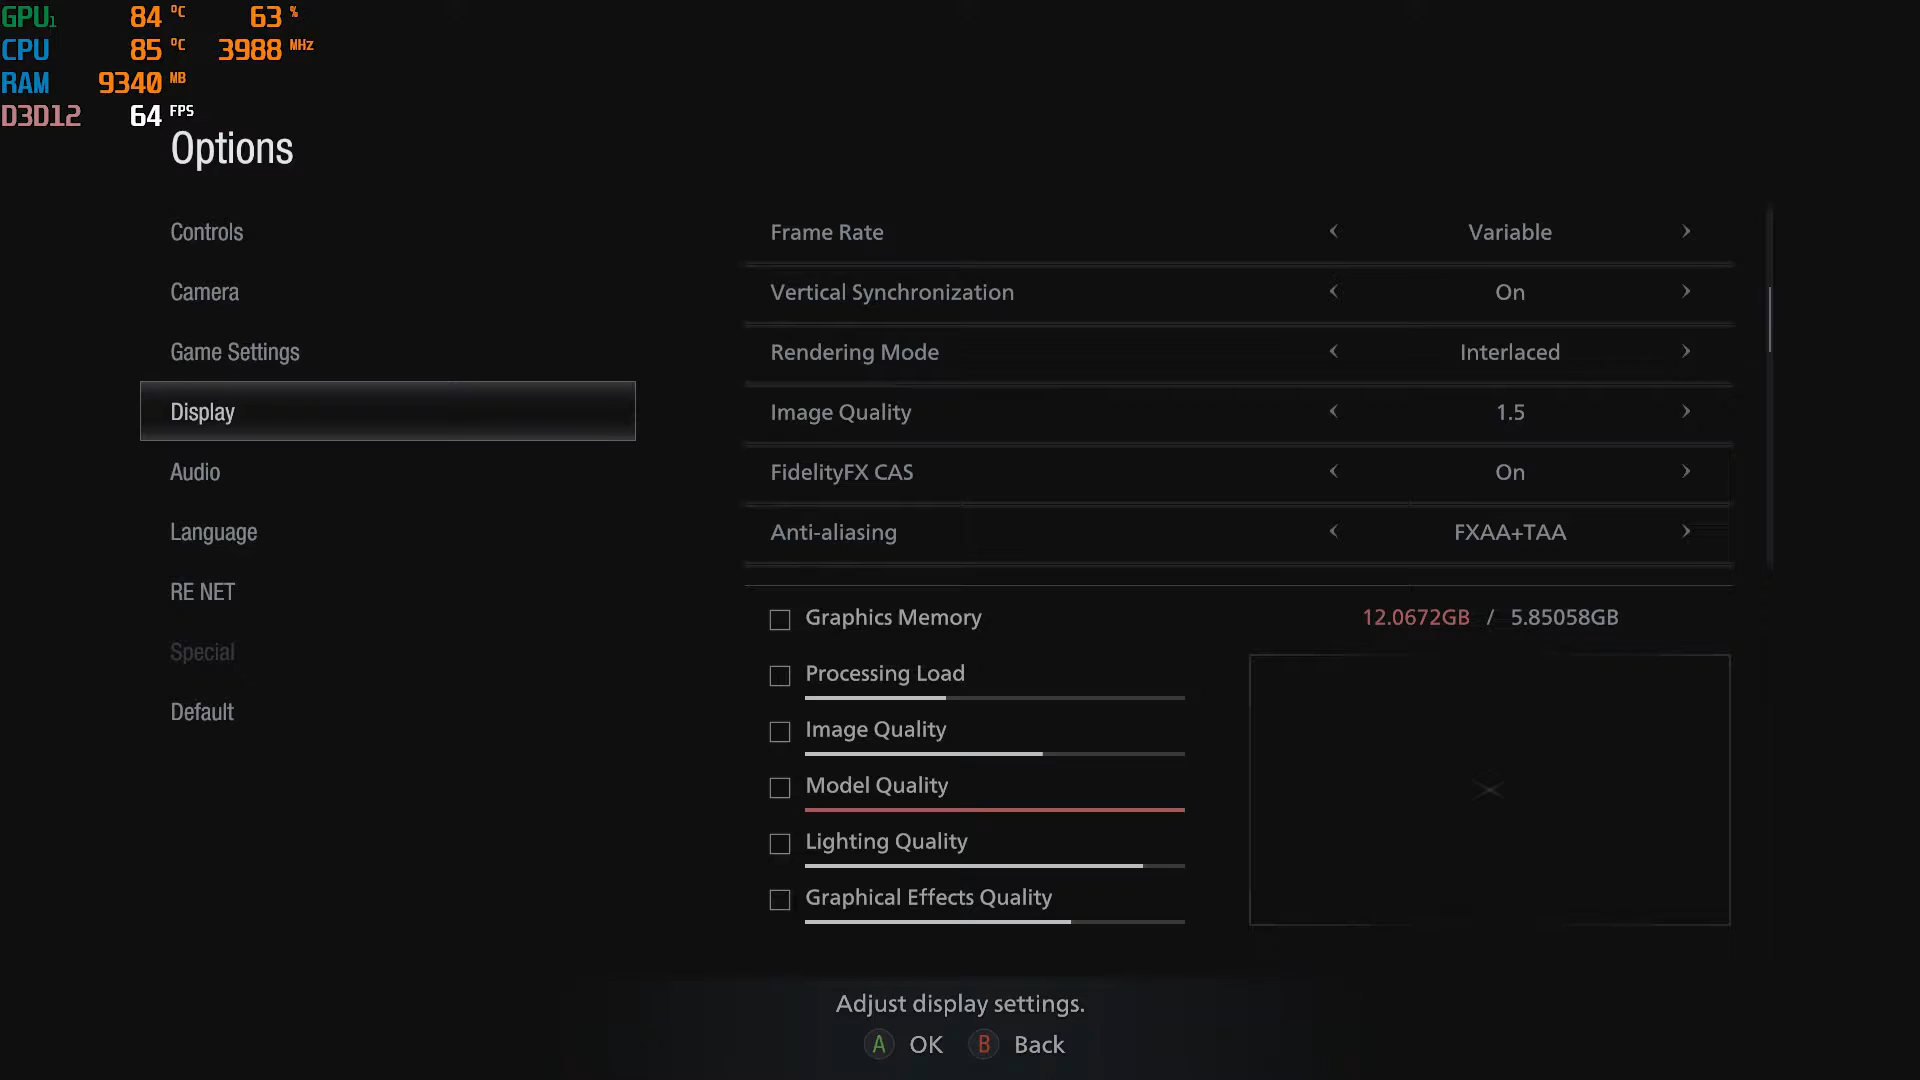 GPU1 84 °C 63 %
CPU 85 °C 3988 MHz
RAM 9340 MB
D3D12 64 FPS
Options
Controls
Camera
Game Settings
Display
Audio
Language
RE NET
Special
Default
Frame Rate < Variable >
Vertical Synchronization < On >
Rendering Mode < Interlaced >
Image Quality < 1.5 >
FidelityFX CAS < On >
Anti-aliasing < FXAA+TAA >
Graphics Memory 12.0672GB / 5.85058GB
Processing Load
Image Quality
Model Quality
Lighting Quality
Graphical Effects Quality
Adjust display settings.
A OK B Back